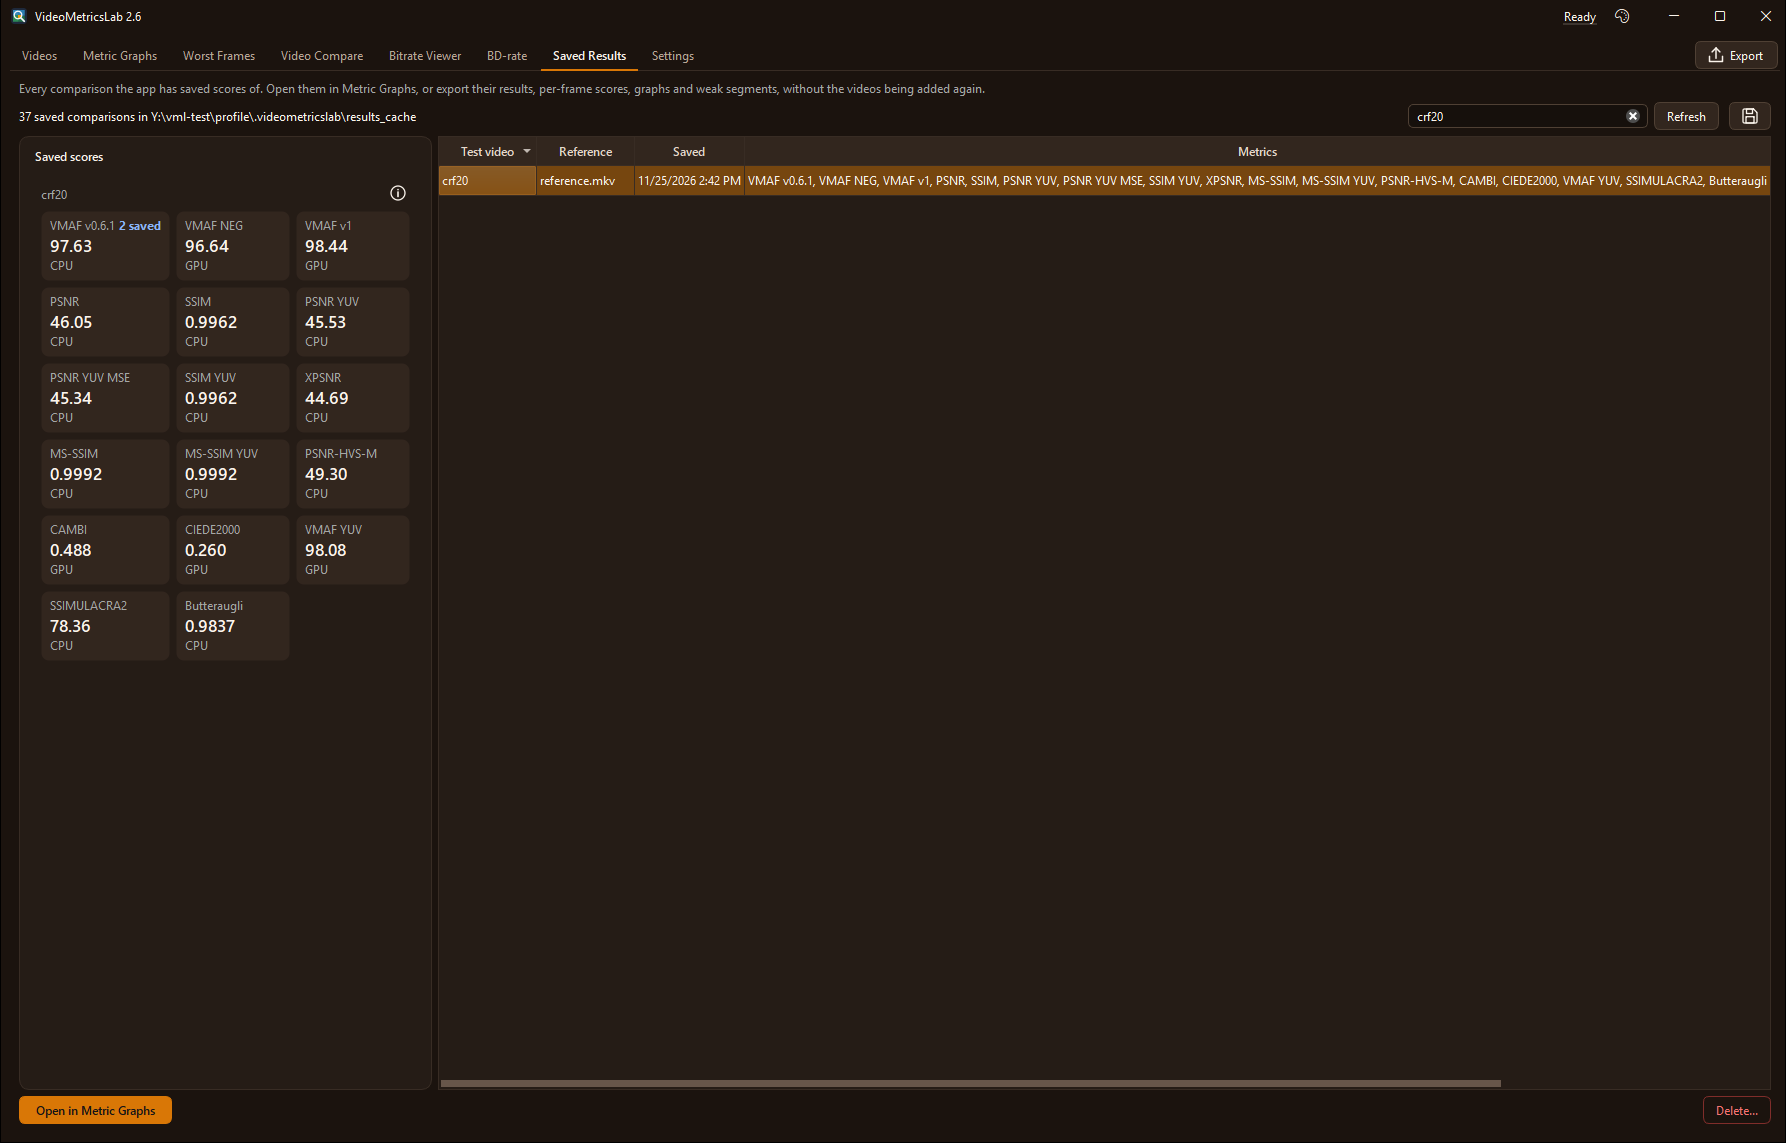 VideoMetricsLab 2.6
Ready
Videos
Metric Graphs
Worst Frames
Video Compare
Bitrate Viewer
BD-rate
Saved Results
Settings
Export
Every comparison the app has saved scores of. Open them in Metric Graphs, or export their results, per-frame scores, graphs and weak segments, without the videos being added again.
37 saved comparisons in Y:\vml-test\profile\.videometricslab\results_cache
crf20
Refresh
Saved scores
crf20
VMAF v0.6.1 2 saved
97.63
CPU
VMAF NEG
96.64
GPU
VMAF v1
98.44
GPU
PSNR
46.05
CPU
SSIM
0.9962
CPU
PSNR YUV
45.53
CPU
PSNR YUV MSE
45.34
CPU
SSIM YUV
0.9962
CPU
XPSNR
44.69
CPU
MS-SSIM
0.9992
CPU
MS-SSIM YUV
0.9992
CPU
PSNR-HVS-M
49.30
CPU
CAMBI
0.488
GPU
CIEDE2000
0.260
GPU
VMAF YUV
98.08
GPU
SSIMULACRA2
78.36
CPU
Butteraugli
0.9837
CPU
Test video
Reference
Saved
Metrics
crf20
reference.mkv
11/25/2026 2:42 PM
VMAF v0.6.1, VMAF NEG, VMAF v1, PSNR, SSIM, PSNR YUV, PSNR YUV MSE, SSIM YUV, XPSNR, MS-SSIM, MS-SSIM YUV, PSNR-HVS-M, CAMBI, CIEDE2000, VMAF YUV, SSIMULACRA2, Butteraugli
Open in Metric Graphs
Delete...